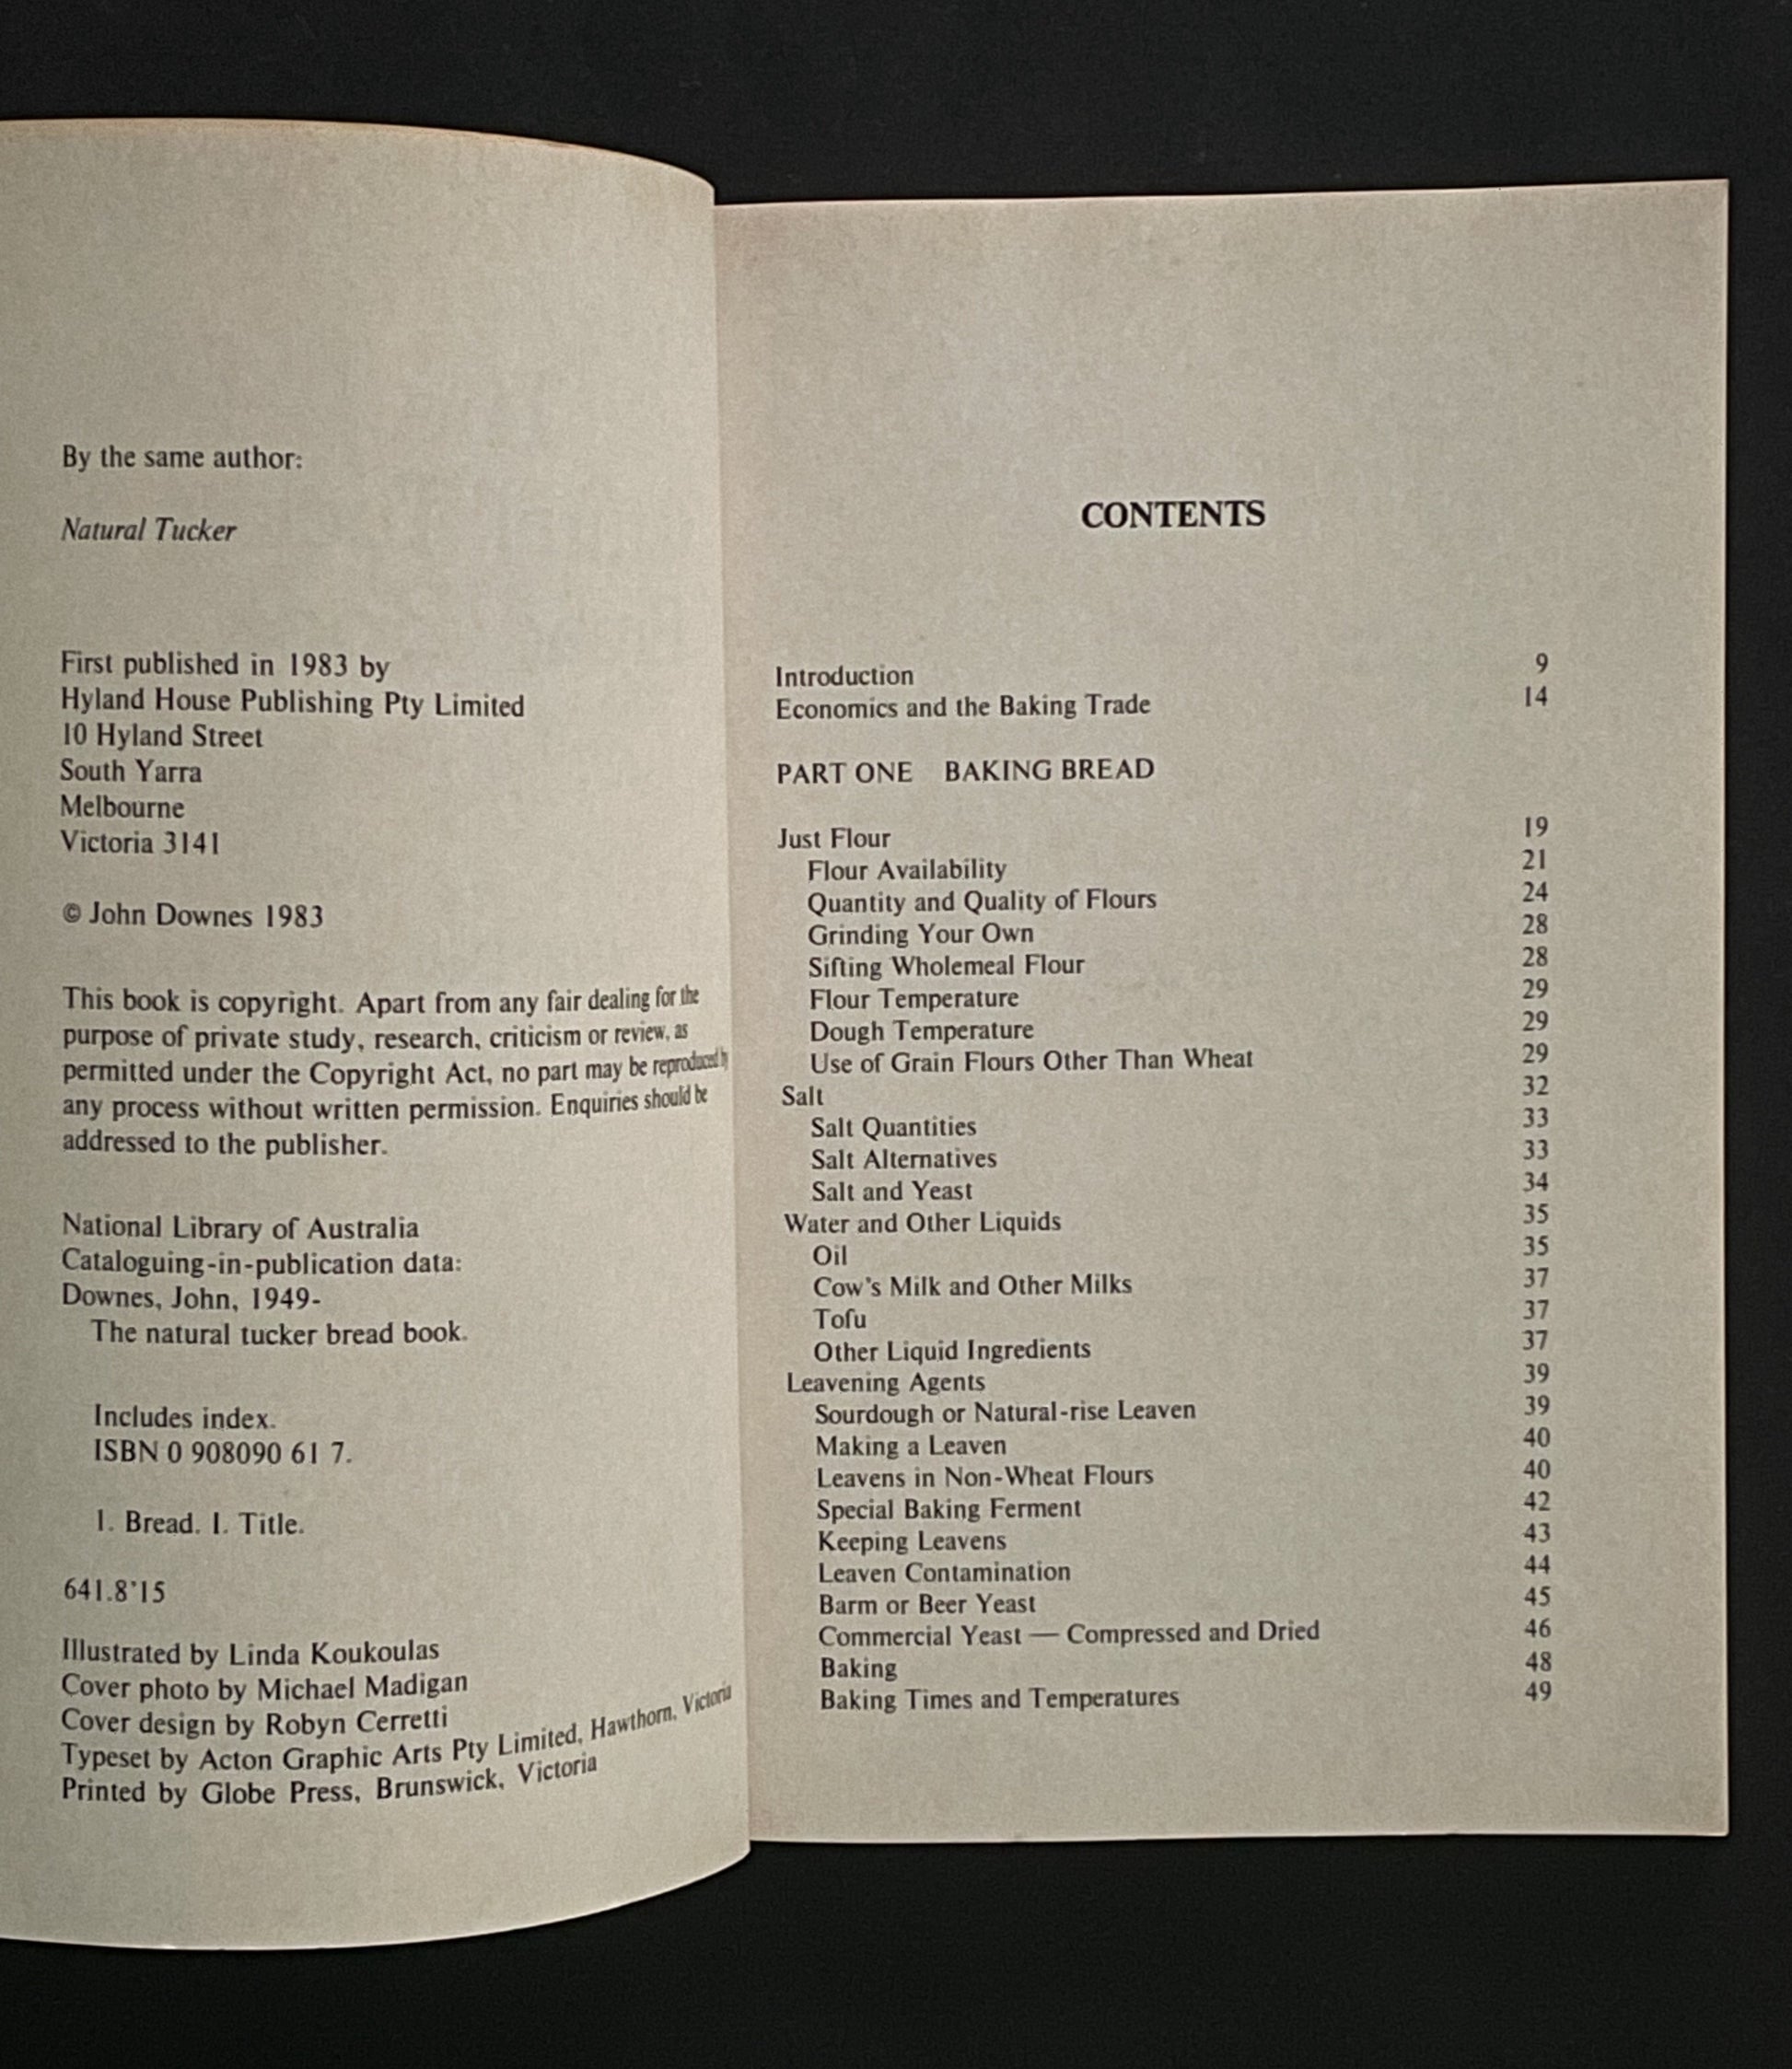 By the same author:
Natural Tucker
First published in 1983 by
Hyland House Publishing Pty Limited
10 Hyland Street
South Yarra
Melbourne
Victoria 3141
© John Downes 1983
This book is copyright. Apart from any fair dealing for the
purpose of private study, research, criticism or review, as
permitted under the Copyright Act, no part may be reproduced by
any process without written permission. Enquiries should be
addressed to the publisher.
National Library of Australia
Cataloguing-in-publication data:
Downes, John, 1949-
The natural tucker bread book.
Includes index.
ISBN 0 908090 61 7.
1. Bread. I. Title.
641.8'15
Illustrated by Linda Koukoulas
Cover photo by Michael Madigan
Cover design by Robyn Cerretti
Typeset by Acton Graphic Arts Pty Limited, Hawthorn, Victoria
Printed by Globe Press, Brunswick, Victoria
CONTENTS
Introduction 9
Economics and the Baking Trade 14
PART ONE BAKING BREAD
Just Flour 19
Flour Availability 21
Quantity and Quality of Flours 24
Grinding Your Own 28
Sifting Wholemeal Flour 28
Flour Temperature 29
Dough Temperature 29
Use of Grain Flours Other Than Wheat 29
Salt 32
Salt Quantities 33
Salt Alternatives 33
Salt and Yeast 34
Water and Other Liquids 35
Oil 35
Cow's Milk and Other Milks 37
Tofu 37
Other Liquid Ingredients 37
Leavening Agents 39
Sourdough or Natural-rise Leaven 39
Making a Leaven 40
Leavens in Non-Wheat Flours 40
Special Baking Ferment 42
Keeping Leavens 43
Leaven Contamination 44
Barm or Beer Yeast 45
Commercial Yeast — Compressed and Dried 46
Baking 48
Baking Times and Temperatures 49